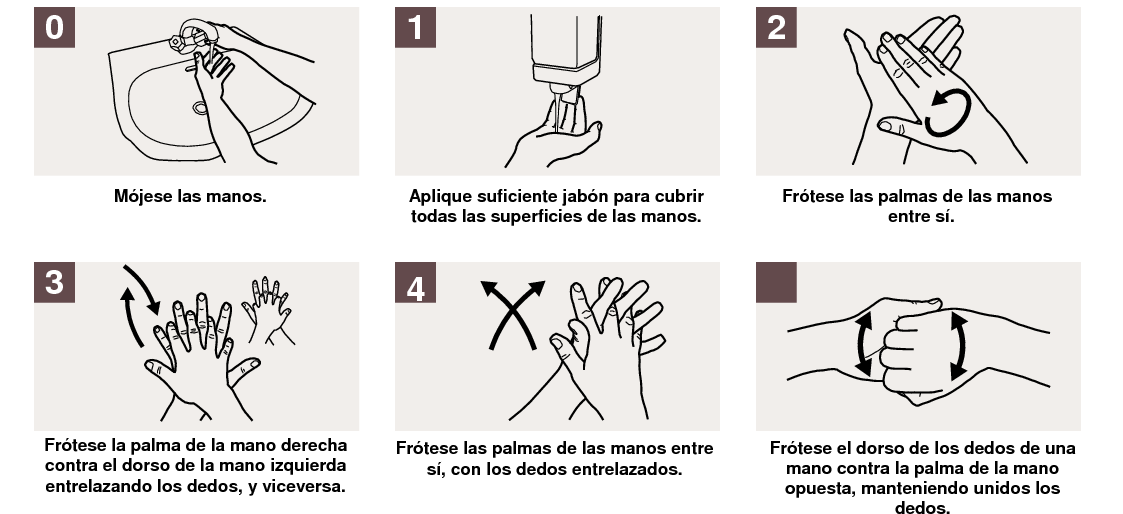 0
Mójese las manos.
1
Aplique suficiente jabón para cubrir
todas las superficies de las manos.
2
Frótese las palmas de las manos
entre sí.
3
Frótese la palma de la mano derecha
contra el dorso de la mano izquierda
entrelazando los dedos, y viceversa.
4
Frótese las palmas de las manos entre
sí, con los dedos entrelazados.
Frótese el dorso de los dedos de una
mano contra la palma de la mano
opuesta, manteniendo unidos los
dedos.